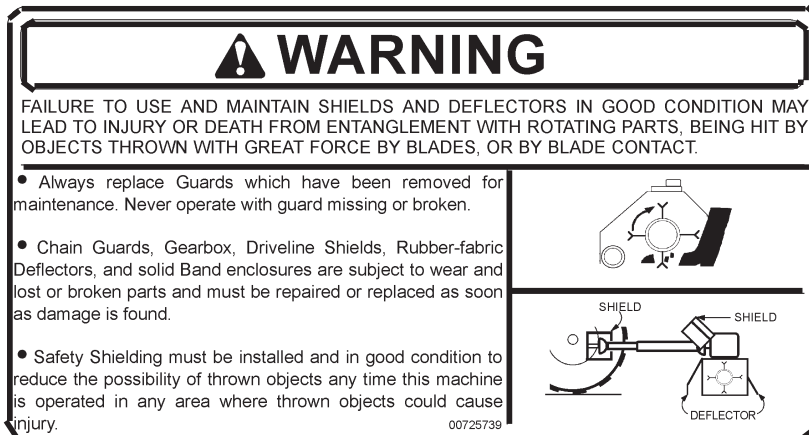 WARNING
FAILURE TO USE AND MAINTAIN SHIELDS AND DEFLECTORS IN GOOD CONDITION MAY
LEAD TO INJURY OR DEATH FROM ENTANGLEMENT WITH ROTATING PARTS, BEING HIT BY
OBJECTS THROWN WITH GREAT FORCE BY BLADES, OR BY BLADE CONTACT.
• Always replace Guards which have been removed for
maintenance. Never operate with guard missing or broken.
• Chain Guards, Gearbox, Driveline Shields, Rubber-fabric
Deflectors, and solid Band enclosures are subject to wear and
lost or broken parts and must be repaired or replaced as soon
as damage is found.
• Safety Shielding must be installed and in good condition to
reduce the possibility of thrown objects any time this machine
is operated in any area where thrown objects could cause
injury.
00725739
SHIELD
SHIELD
DEFLECTOR